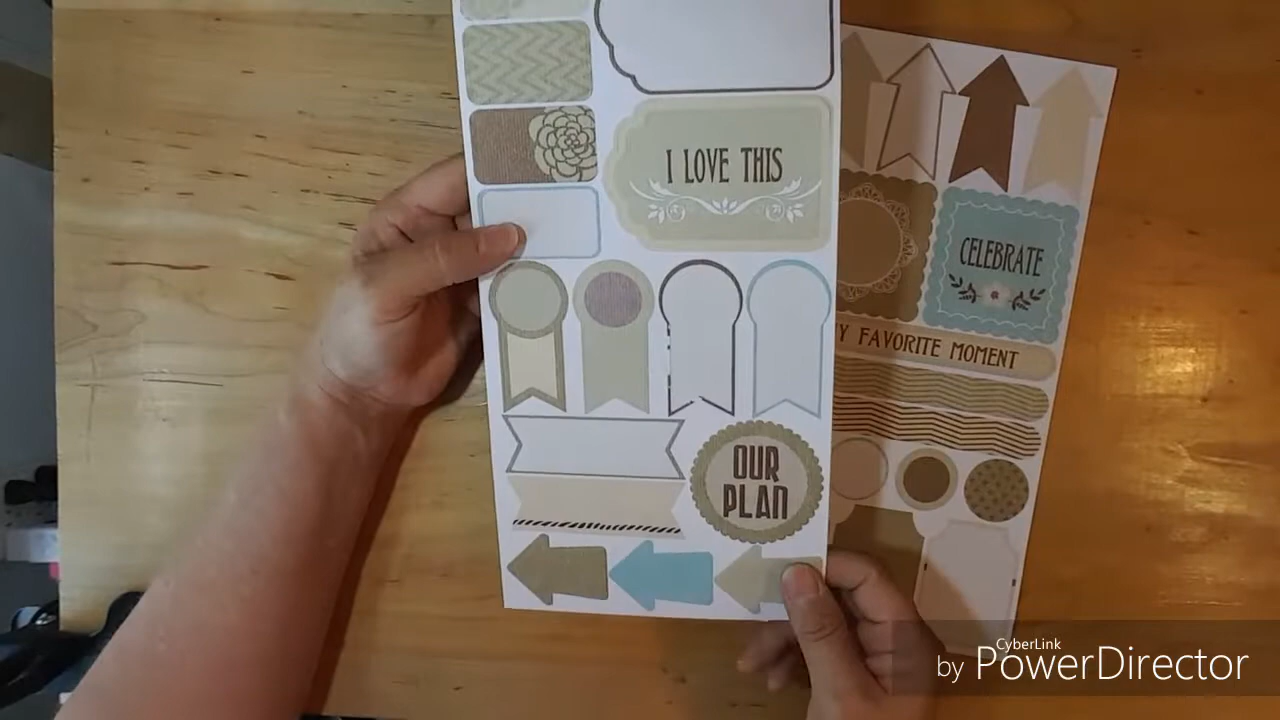 I LOVE THIS
OUR
PLAN
CELEBRATE
FAVORITE MOMENT
CyberLink
by PowerDirector